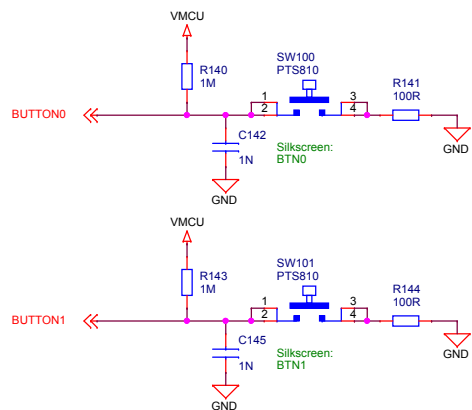 VMCU
SW100
PTS810
R140
1M
R141
100R
1
2
3
4
BUTTON0
C142
1N
Silkscreen:
BTN0
GND
GND
VMCU
SW101
PTS810
R143
1M
R144
100R
1
2
3
4
BUTTON1
C145
1N
Silkscreen:
BTN1
GND
GND